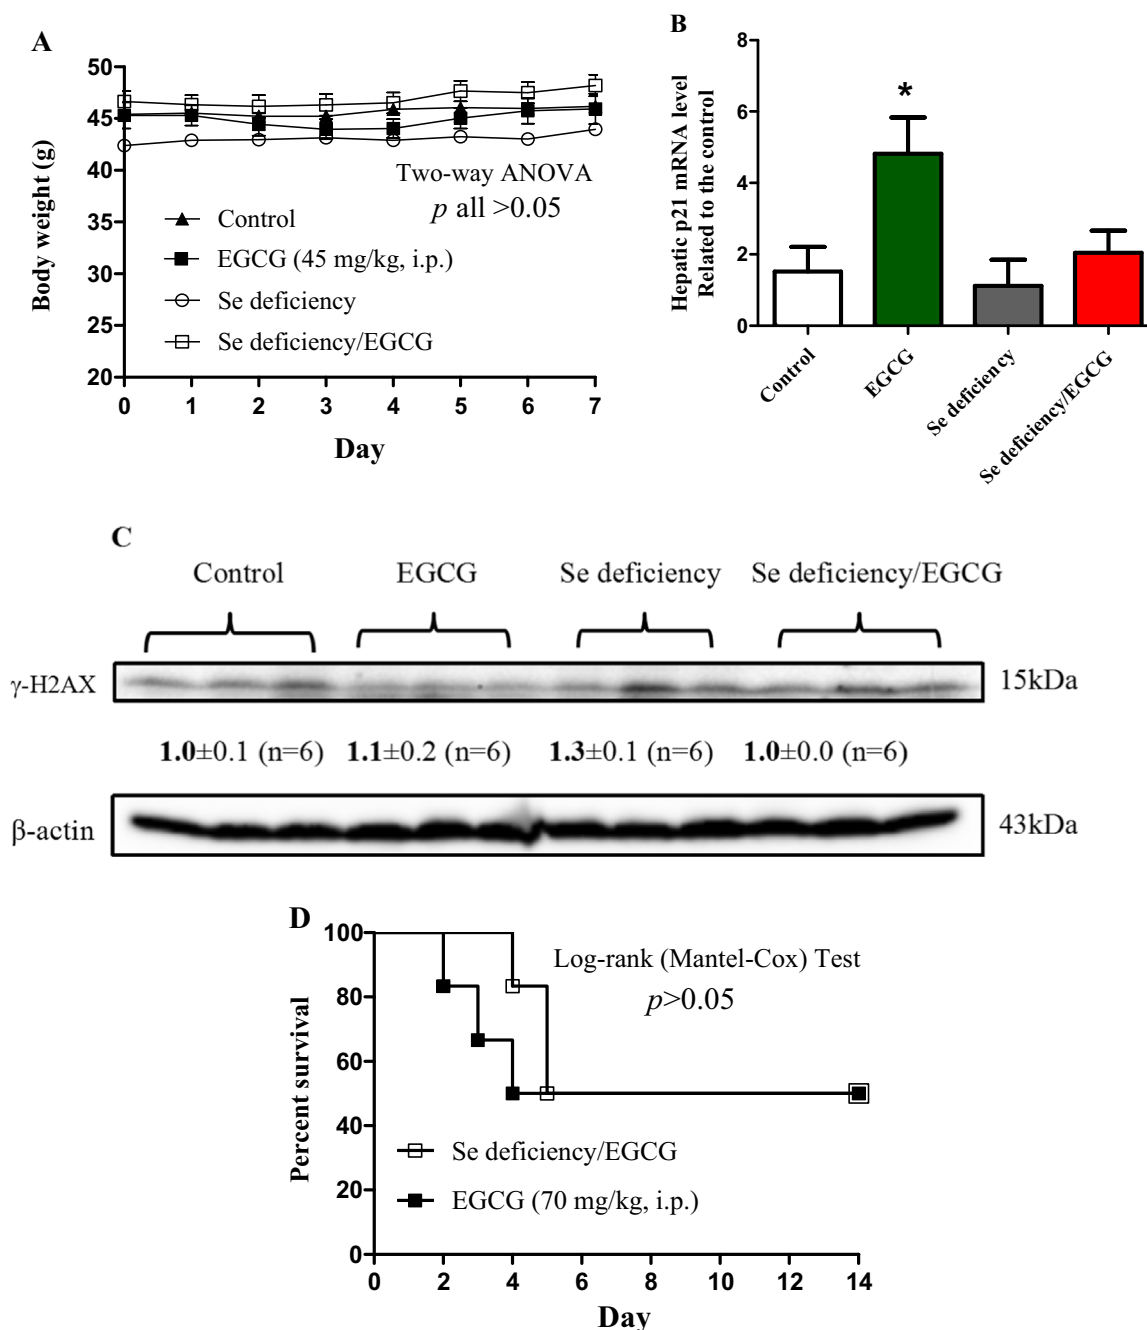 A
50
45
40
35
30
25
20
Body weight (g)
Two-way ANOVA
p all >0.05
Control
EGCG (45 mg/kg, i.p.)
Se deficiency
Se deficiency/EGCG
0 1 2 3 4 5 6 7
Day
B
8
6
4
2
0
Hepatic p21 mRNA level
Related to the control
*
Control
EGCG
Se deficiency
Se deficiency/EGCG
C
Control EGCG Se deficiency Se deficiency/EGCG
γ-H2AX 15kDa
1.0±0.1 (n=6) 1.1±0.2 (n=6) 1.3±0.1 (n=6) 1.0±0.0 (n=6)
β-actin 43kDa
D
100
80
60
40
20
0
Percent survival
Log-rank (Mantel-Cox) Test
p>0.05
Se deficiency/EGCG
EGCG (70 mg/kg, i.p.)
0 2 4 6 8 10 12 14
Day